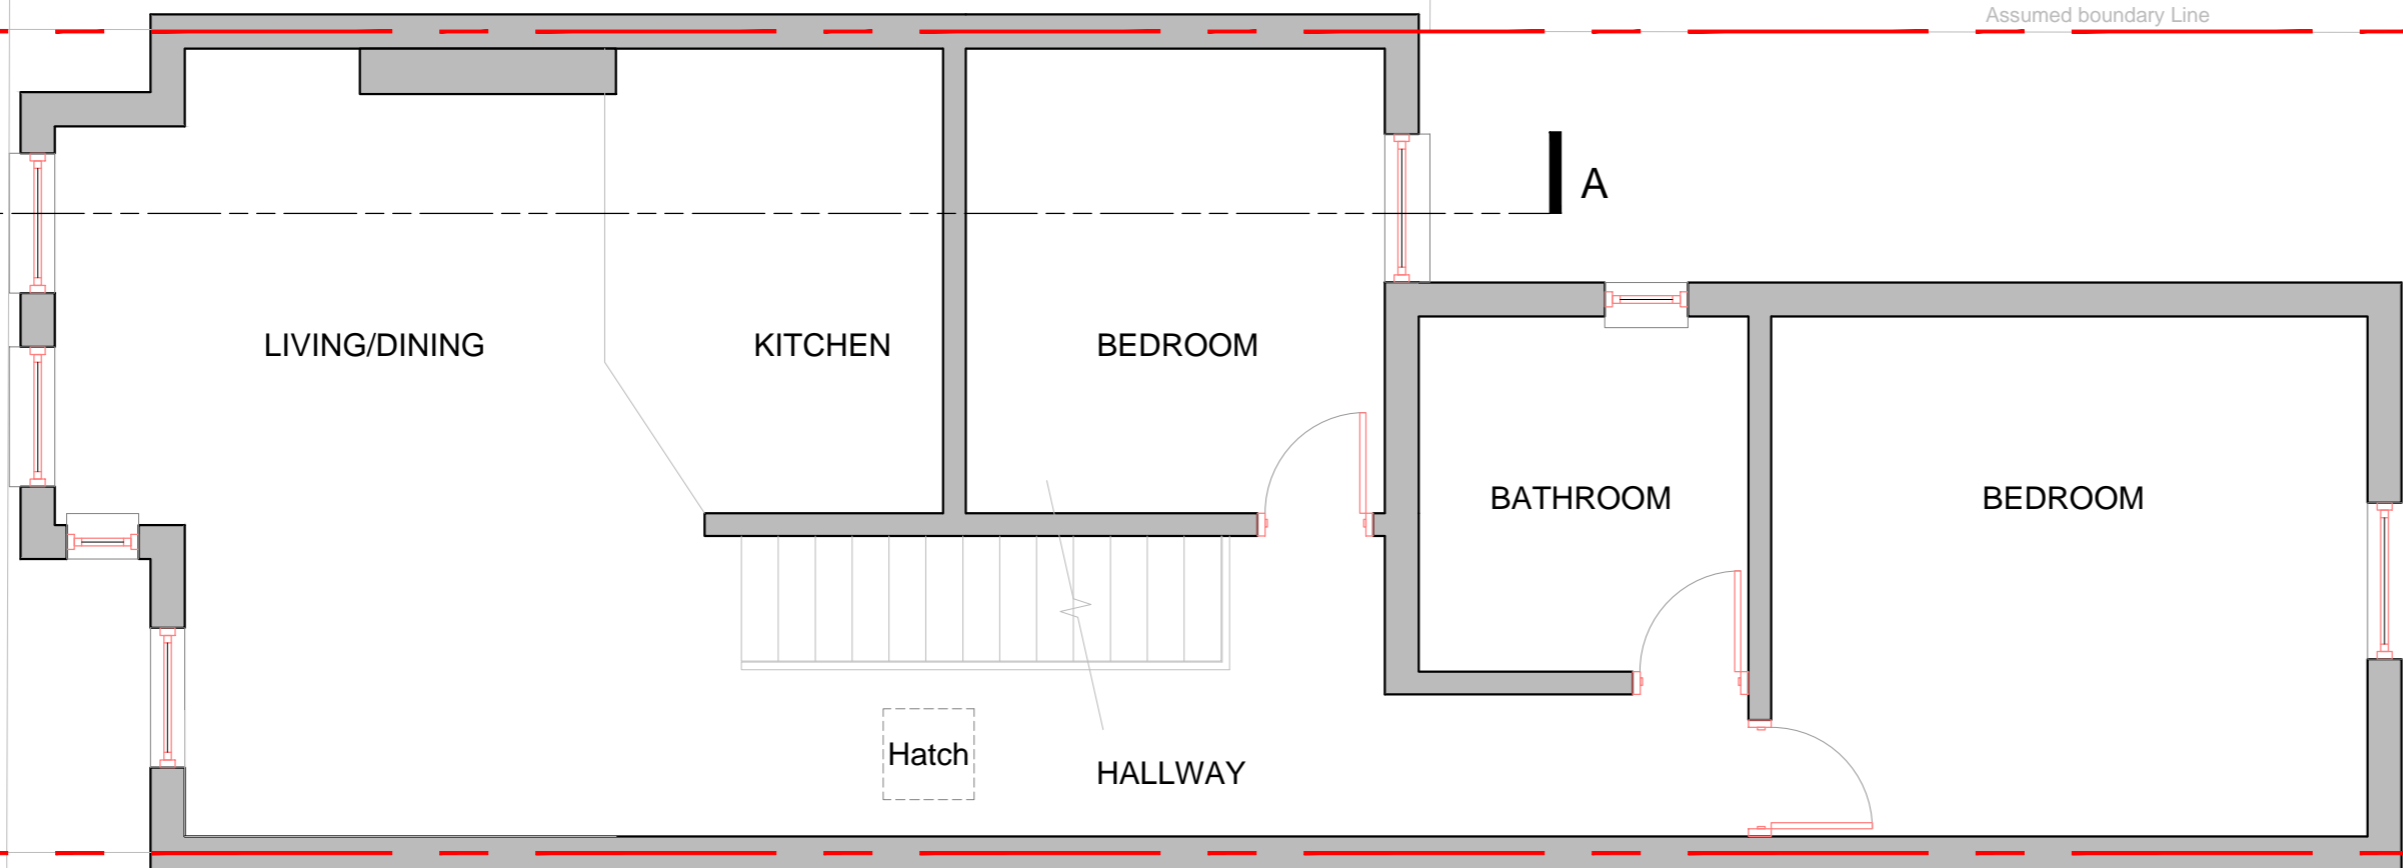 Assumed boundary Line
A
LIVING/DINING
KITCHEN
BEDROOM
BATHROOM
BEDROOM
Hatch
HALLWAY